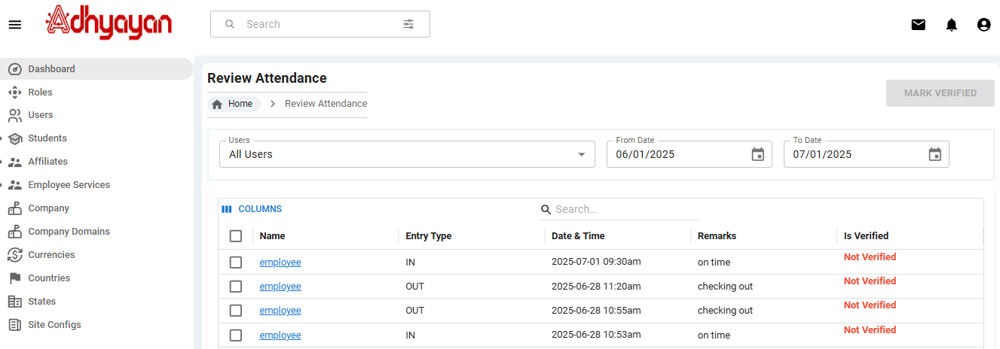 Adhyayan
Search
Dashboard
Roles
Users
Students
Affiliates
Employee Services
Company
Company Domains
Currencies
Countries
States
Site Configs
Review Attendance
Home > Review Attendance
MARK VERIFIED
Users From Date To Date
All Users 06/01/2025 07/01/2025
COLUMNS Search…
Name Entry Type Date & Time Remarks Is Verified
employee IN 2025-07-01 09:30am on time Not Verified
employee OUT 2025-06-28 11:20am checking out Not Verified
employee OUT 2025-06-28 10:55am checking out Not Verified
employee IN 2025-06-28 10:53am on time Not Verified